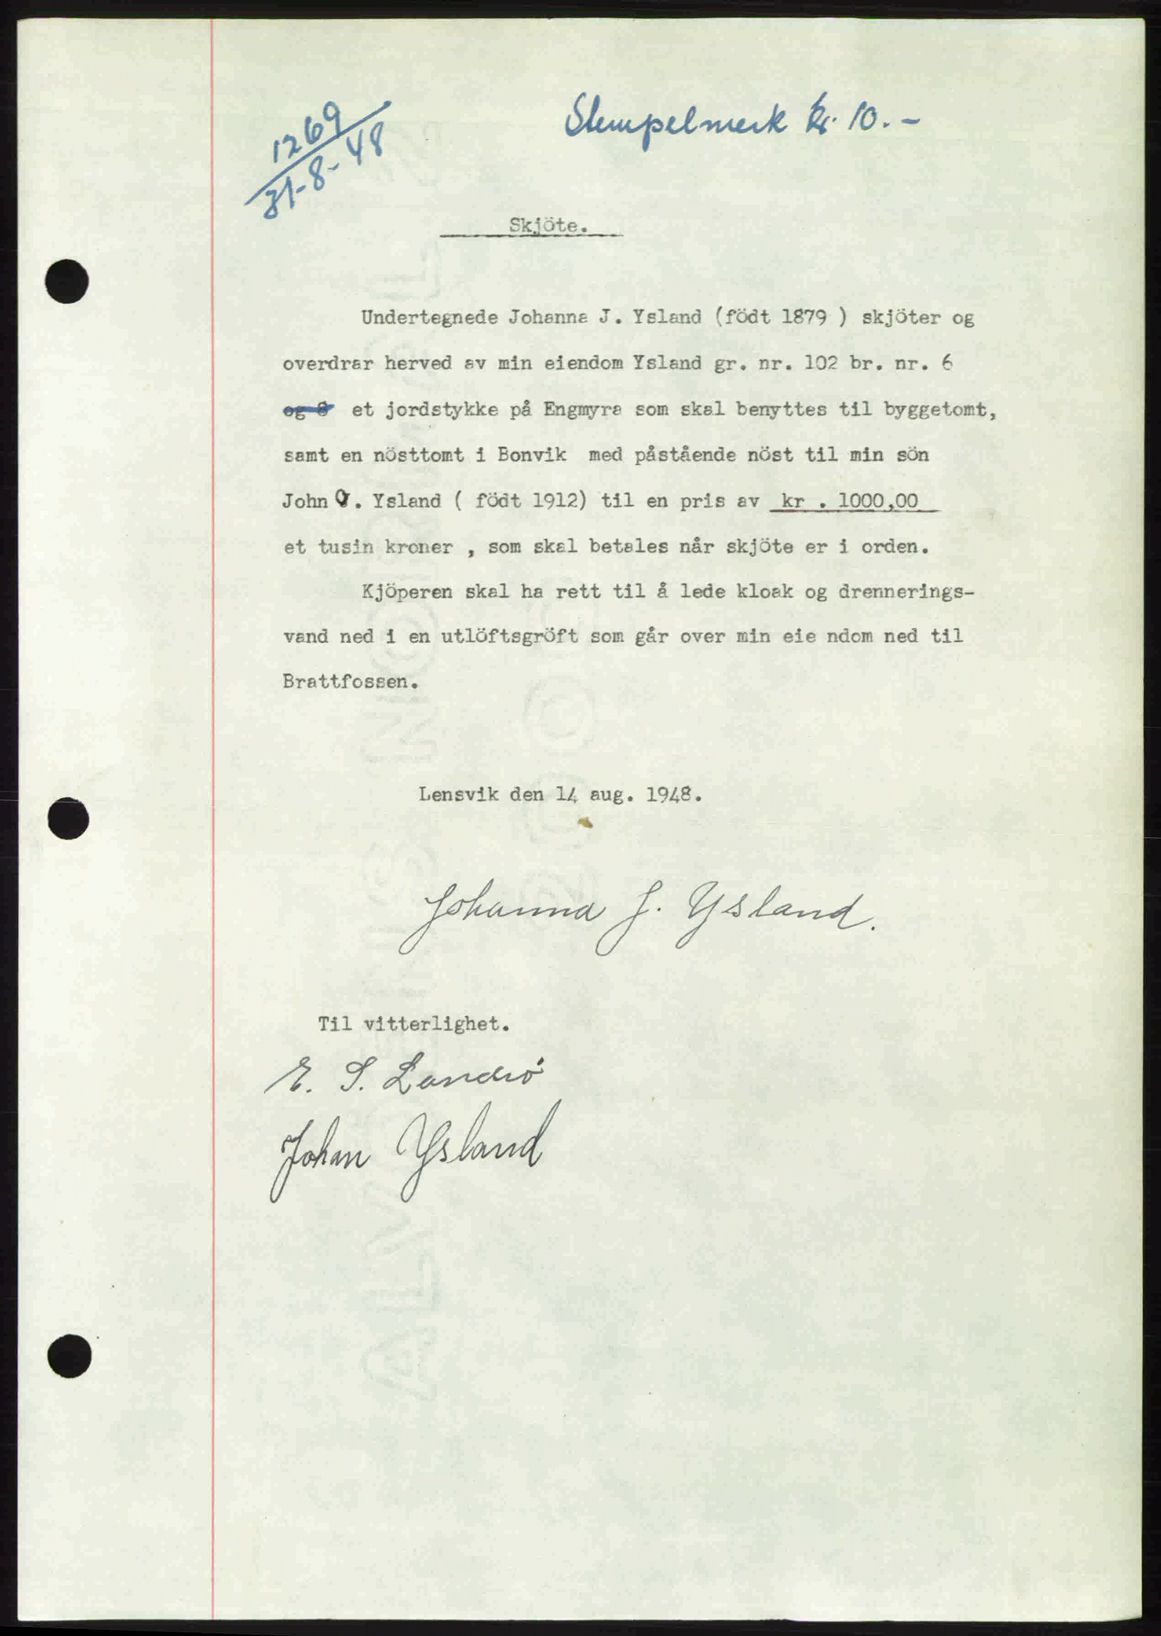 1269
31-8-48
Stempelmerk kr. 10.-
Skjöte.
Undertegnede Johanna J. Ysland (födt 1879 ) skjöter og
overdrar herved av min eiendom Ysland gr. nr. 102 br. nr. 6
og 8 et jordstykke på Engmyra som skal benyttes til byggetomt,
samt en nösttomt i Bonvik med påstående nöst til min sön
John J. Ysland ( födt 1912) til en pris av kr . 1000,00
et tusin kroner , som skal betales når skjöte er i orden.
Kjöperen skal ha rett til å lede kloak og drennerings-
vand ned i en utlöftsgröft som går over min eie ndom ned til
Brattfossen.
Lensvik den 14 aug. 1948.
Johanna J. Ysland.
Til vitterlighet.
E. S. Landrö
Johan Ysland